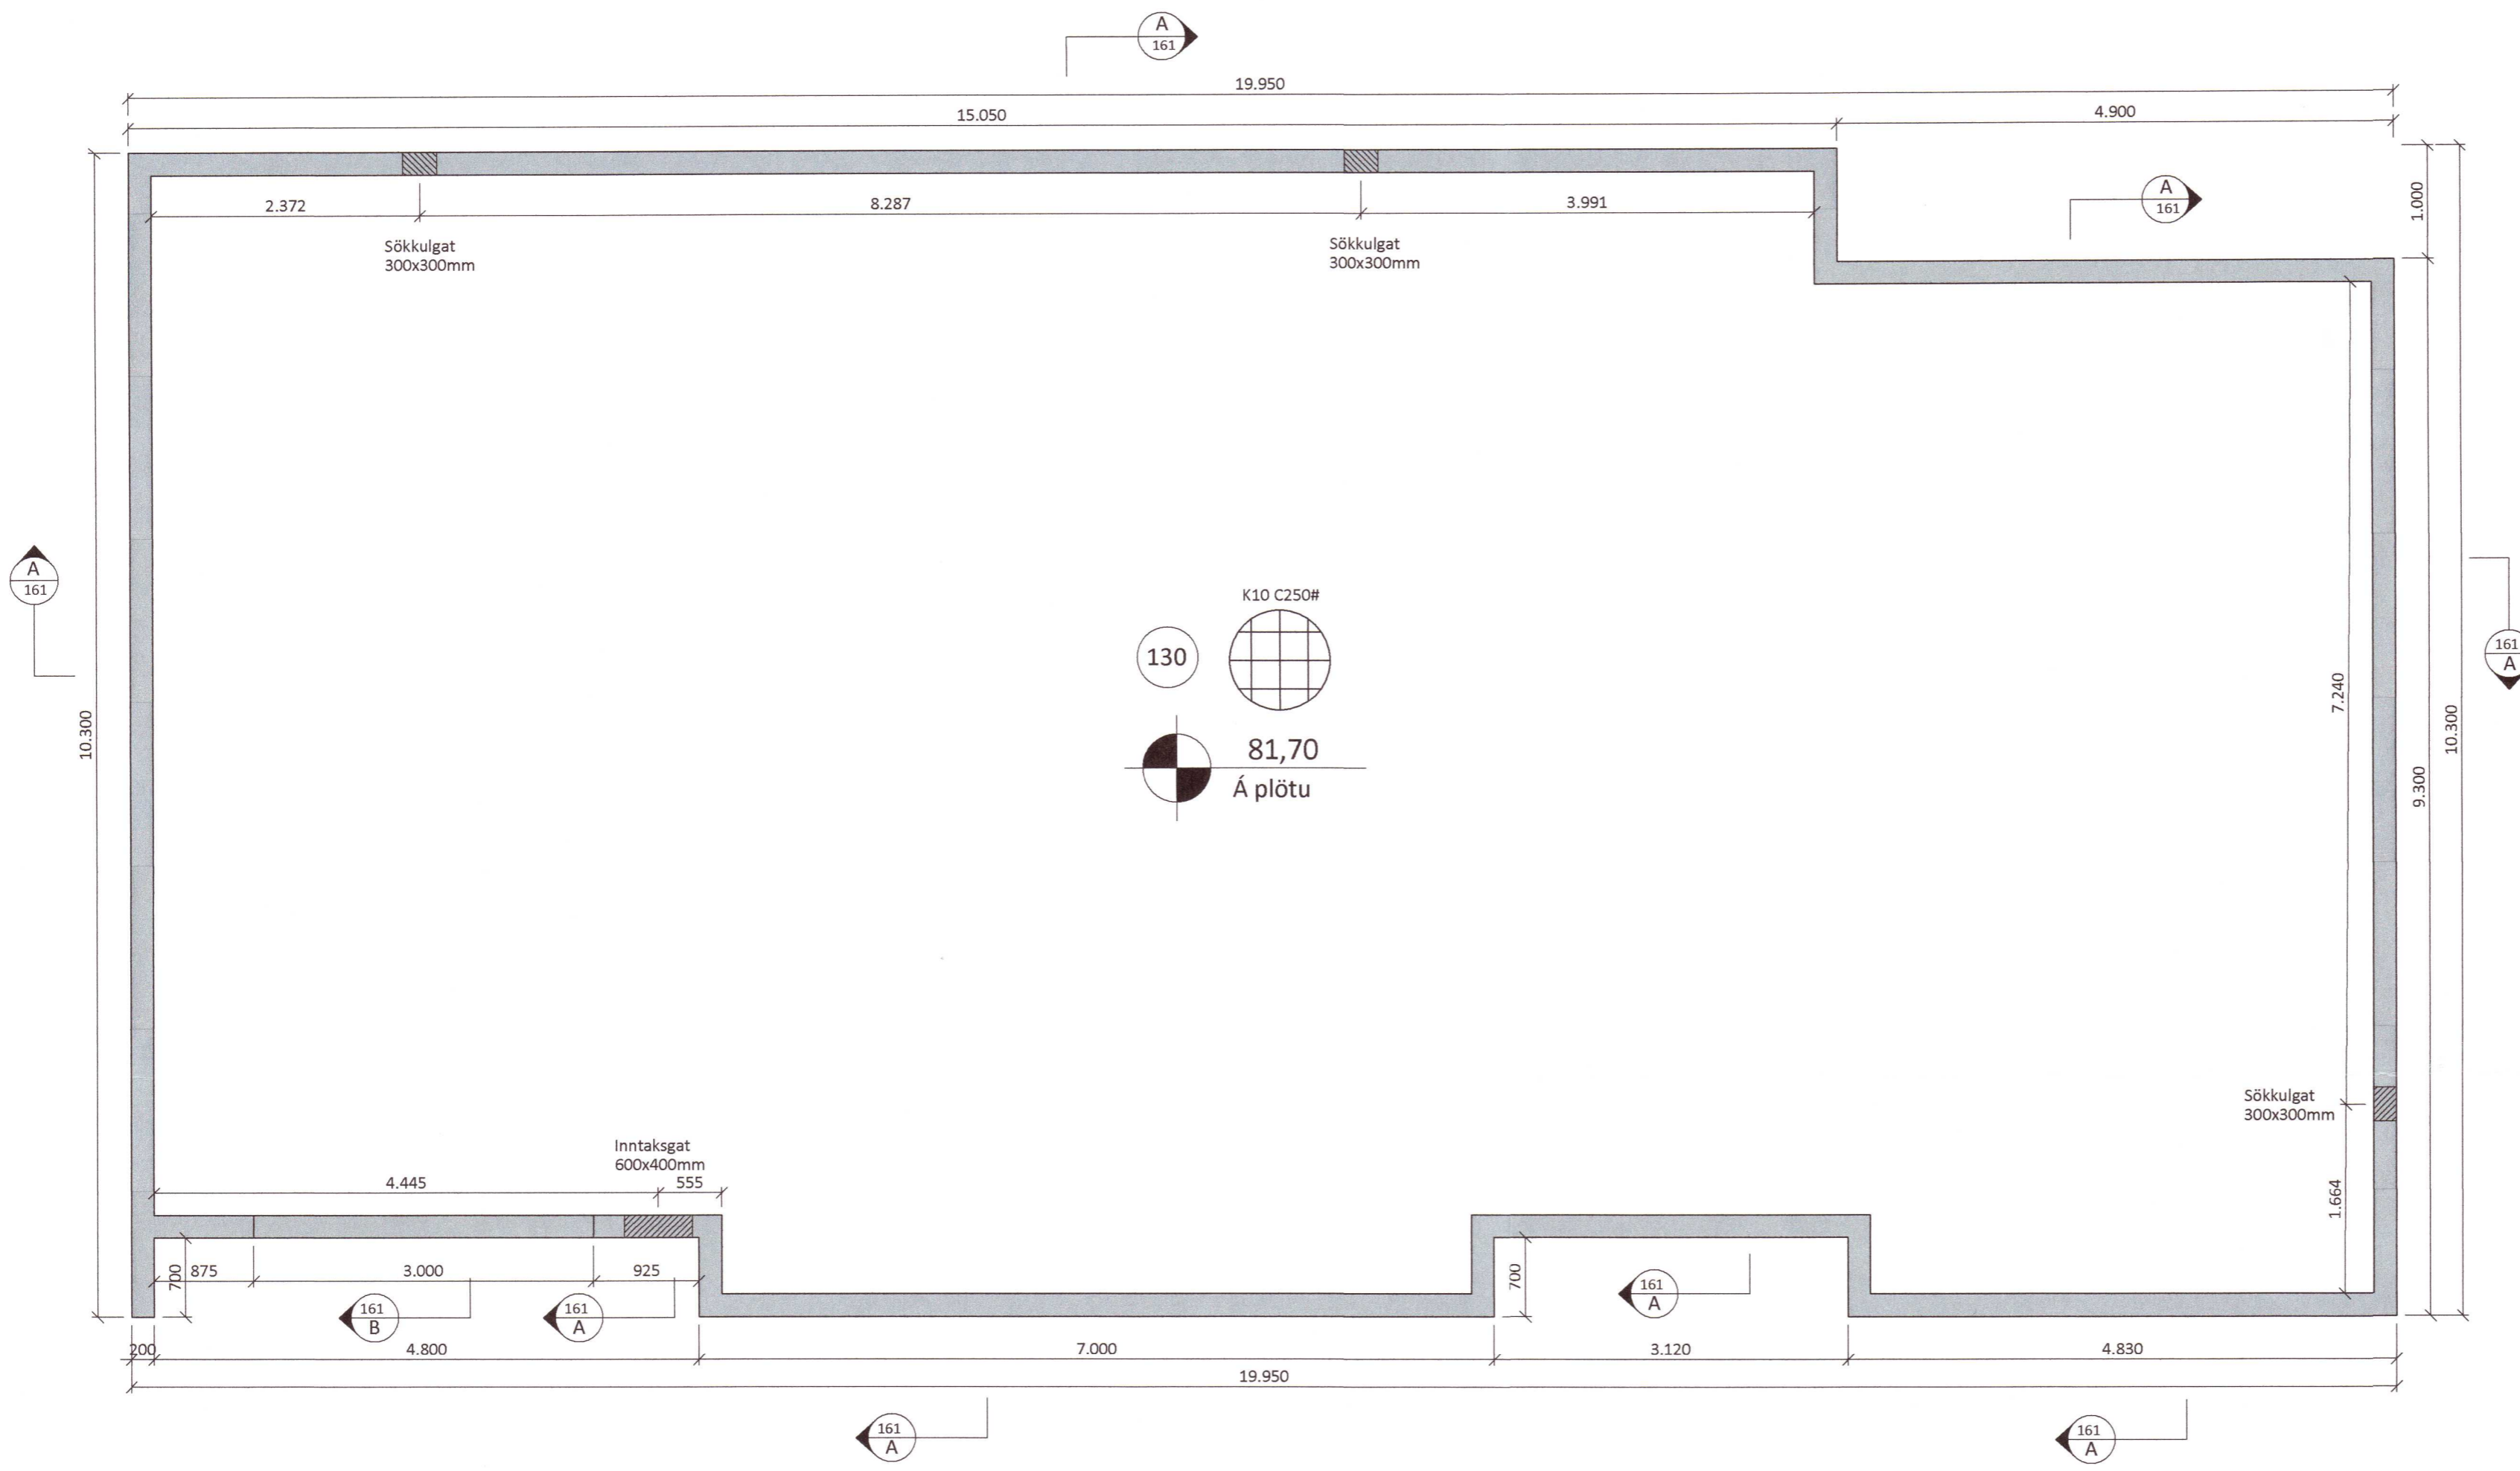 A
161
19.950
15.050
4.900
1.000
A
161
2.372
8.287
3.991
Sökkulgat
300x300mm
Sökkulgat
300x300mm
A
161
K10 C250#
130
81,70
Á plötu
10.300
7.240
10.300
9.300
161
A
Sökkulgat
300x300mm
1.664
Inntaksgat
600x400mm
4.445
555
700
875
3.000
925
700
161
B
161
A
161
A
200
4.800
7.000
3.120
4.830
19.950
161
A
161
A